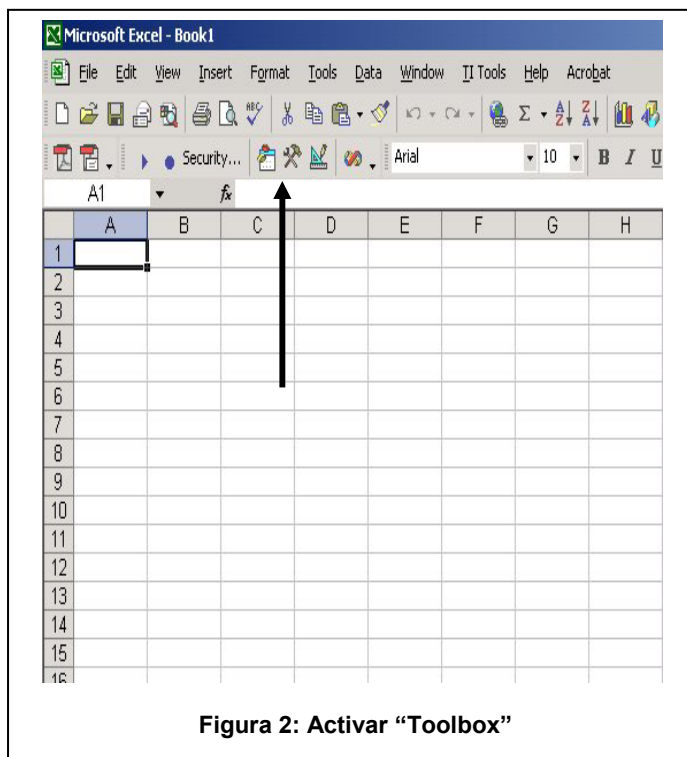 Microsoft Excel - Book1
File Edit View Insert Format Tools Data Window TI Tools Help Acrobat
ABC Σ A Z Z A
Security... Arial 10 B I U
A1 fx
A B C D E F G H
1
2
3
4
5
6
7
8
9
10
11
12
13
14
15
16
Figura 2: Activar “Toolbox”